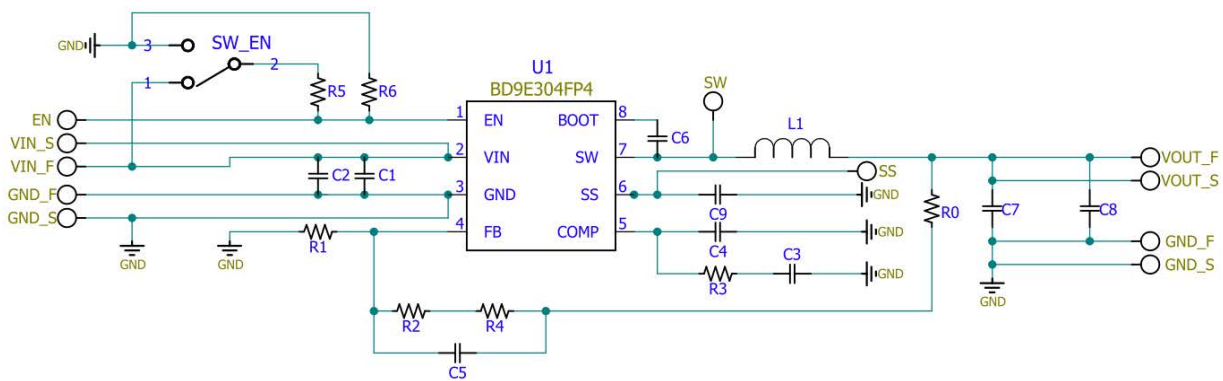 GND 3 SW_EN
1 2
R5 R6
U1
BD9E304FP4
EN 1 EN BOOT 8
SW
C6
L1
VIN_S
VIN_F 2 VIN SW 7
C2 C1
SS
VOUT_F
VOUT_S
GND_F 3 GND SS 6
C9 GND
R0 C7 C8
GND_S
GND
R1
GND
4 FB COMP 5
C4 GND
GND_F
GND_S
R3 C3 GND
GND
R2 R4
C5